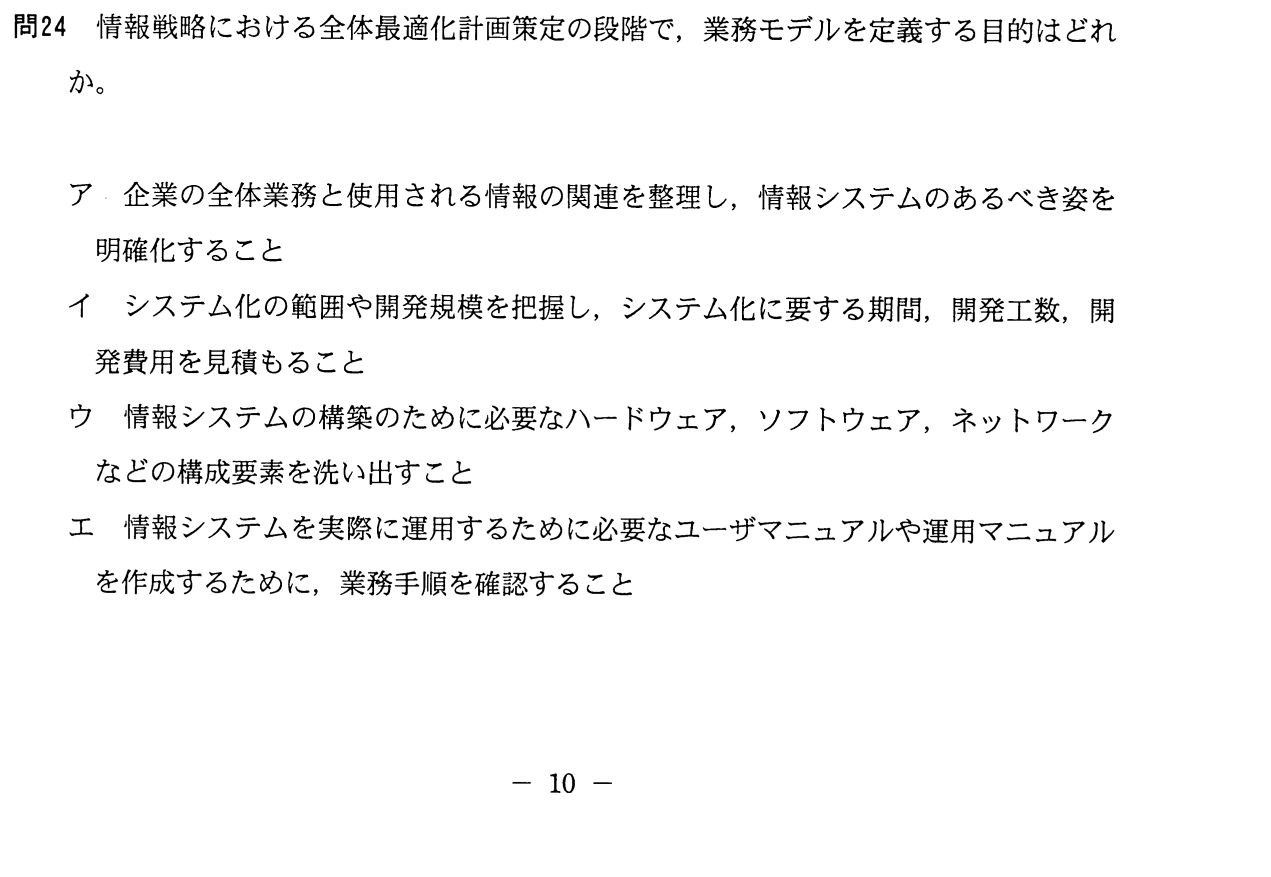 問24 情報戦略における全体最適化計画策定の段階で，業務モデルを定義する目的はどれ
か。
ア 企業の全体業務と使用される情報の関連を整理し，情報システムのあるべき姿を
明確化すること
イ システム化の範囲や開発規模を把握し，システム化に要する期間，開発工数，開
発費用を見積もること
ウ 情報システムの構築のために必要なハードウェア，ソフトウェア，ネットワーク
などの構成要素を洗い出すこと
エ 情報システムを実際に運用するために必要なユーザマニュアルや運用マニュアル
を作成するために，業務手順を確認すること
－ 10 －